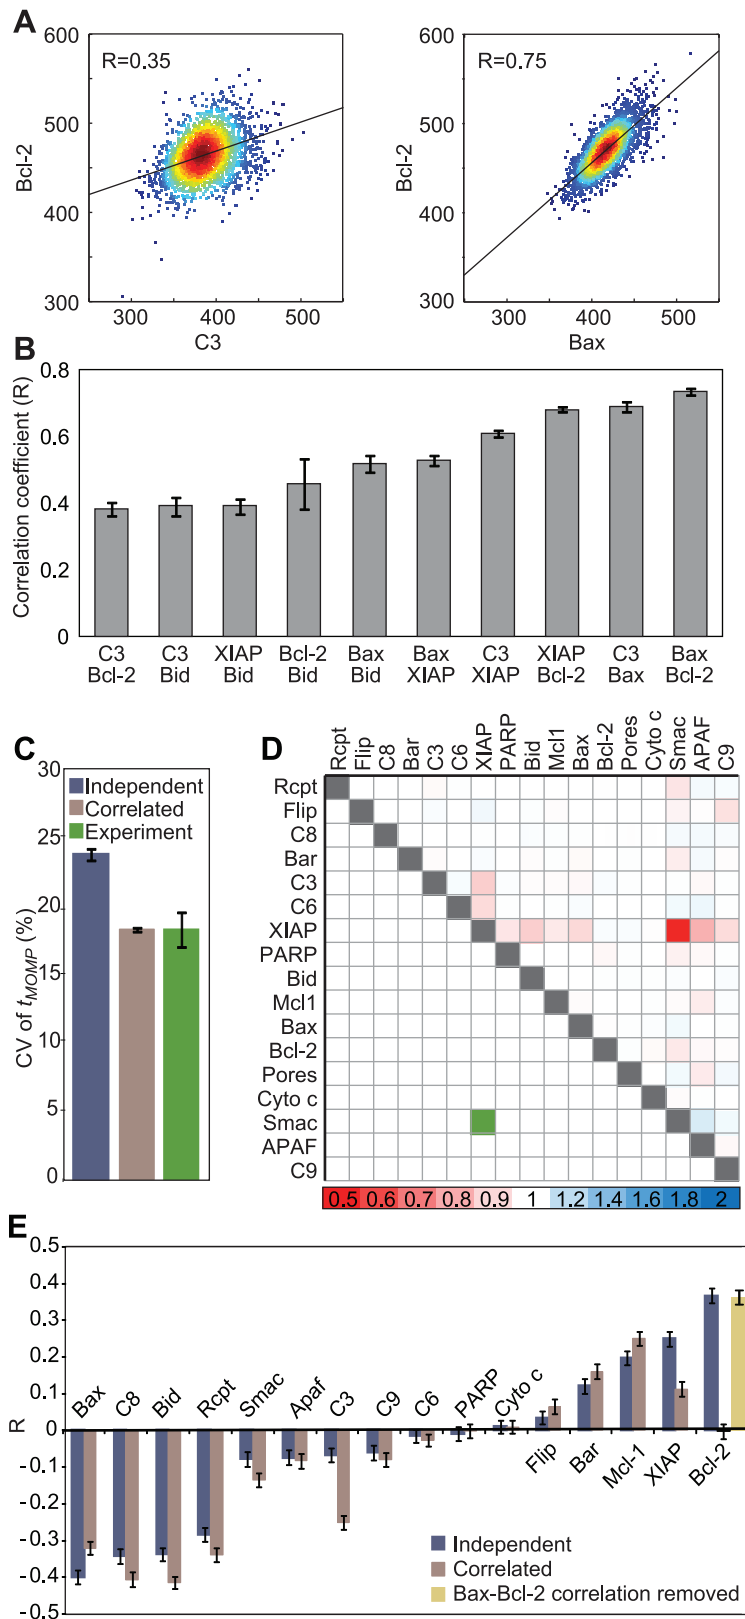 A
600
500
400
300
Bcl-2
R=0.35
300 400 500
C3
600
500
400
300
Bcl-2
R=0.75
300 400 500
Bax
B
Correlation coefficient (R)
0.8
0.6
0.4
0.2
0
C3 C3 XIAP Bcl-2 Bax Bax C3 XIAP C3 Bax
Bcl-2 Bid Bid Bid Bid XIAP XIAP Bcl-2 Bax Bcl-2
C
CV of tMOMP (%)
30
25
20
15
10
5
0
Independent
Correlated
Experiment
D
Rcpt Flip C8 Bar C3 C6 XIAP PARP Bid Mcl1 Bax Bcl-2 Pores Cyto c Smac APAF C9
Rcpt
Flip
C8
Bar
C3
C6
XIAP
PARP
Bid
Mcl1
Bax
Bcl-2
Pores
Cyto c
Smac
APAF
C9
0.5 0.6 0.7 0.8 0.9 1 1.2 1.4 1.6 1.8 2
E
R
0.5
0.4
0.3
0.2
0.1
0
-0.1
-0.2
-0.3
-0.4
-0.5
Bax C8 Bid Rcpt Smac Apaf C3 C9 C6 PARP Cyto c
Flip Bar Mcl-1 XIAP Bcl-2
Independent
Correlated
Bax-Bcl-2 correlation removed